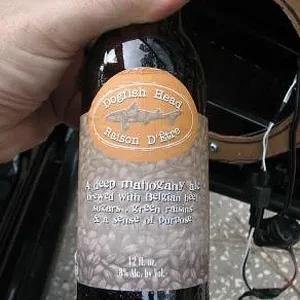 Dogfish Head
Raison D'Être
A deep mahogany ale
brewed with Belgian beet
sugars, green raisins
& a sense of purpose
12 fl. oz.
8% Alc. by Vol.